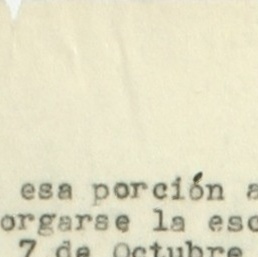 esa porción a
orgarse la esc
7 de Octubre